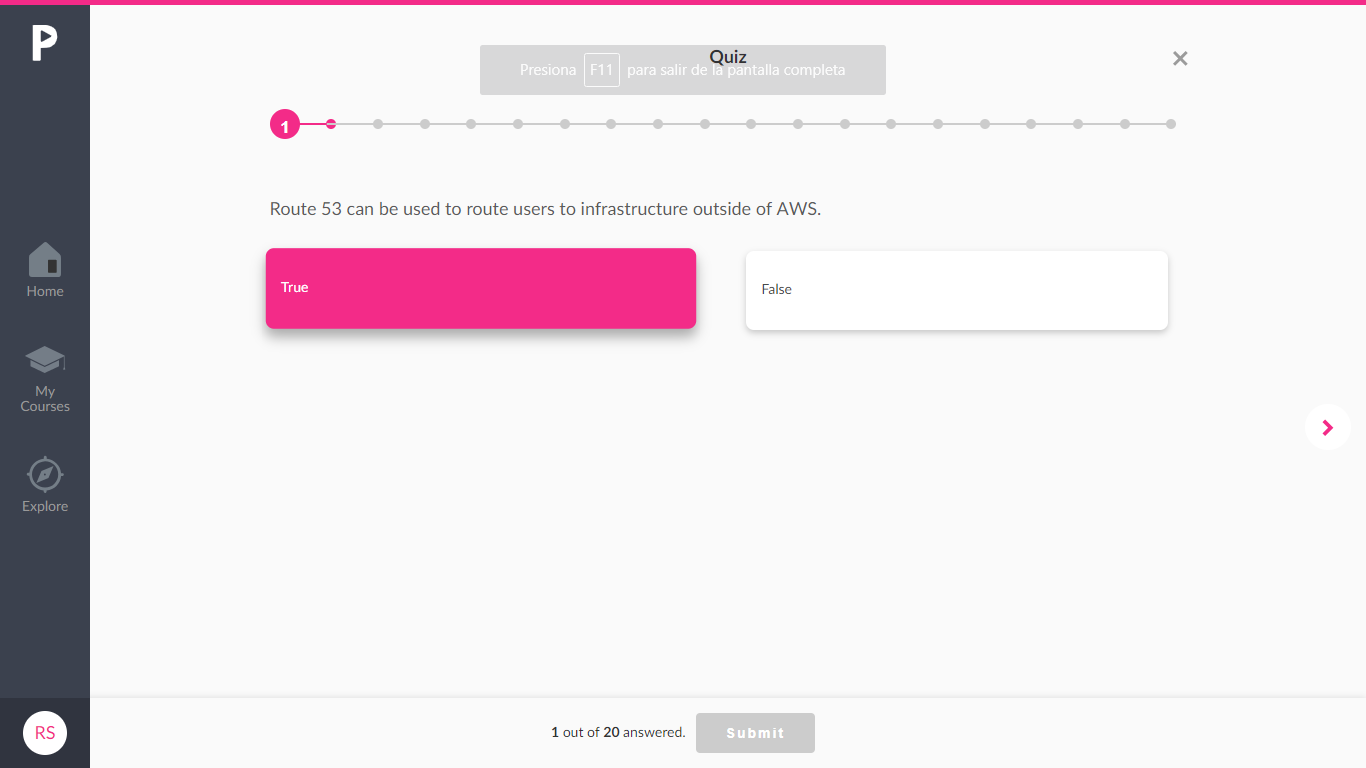 Quiz
Presiona F11 para salir de la pantalla completa
1
Route 53 can be used to route users to infrastructure outside of AWS.
True
False
Home
My
Courses
Explore
RS
1 out of 20 answered.
Submit